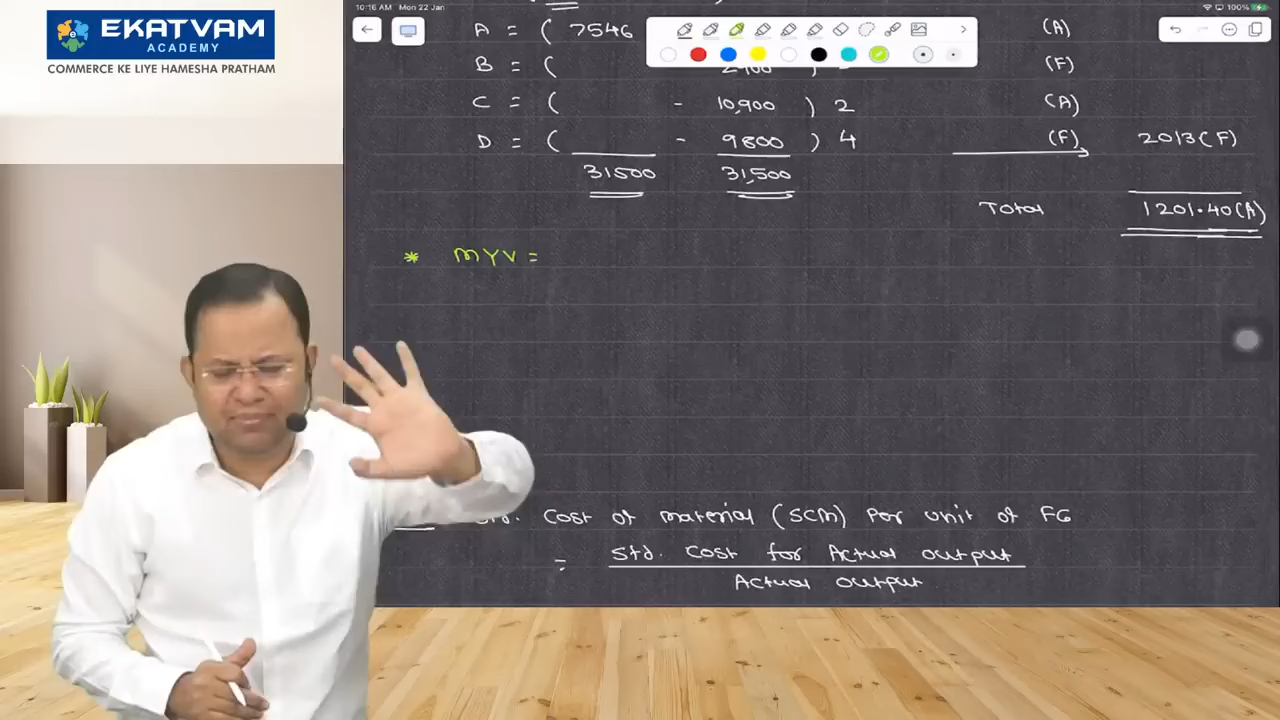 EKATVAM
ACADEMY
COMMERCE KE LIYE HAMESHA PRATHAM
10:16 AM Mon 22 Jan
100%
A = ( 7546 (A)
B = ( 2900 ) (F)
C = ( - 10,900 ) 2 (A)
D = ( - 9800 ) 4 (F) 2013(F)
31500 31,500
Total 1201.40(A)
* MYV =
Std. Cost of material (SCM) Per unit of FG
= Std. Cost for Actual output
Actual output